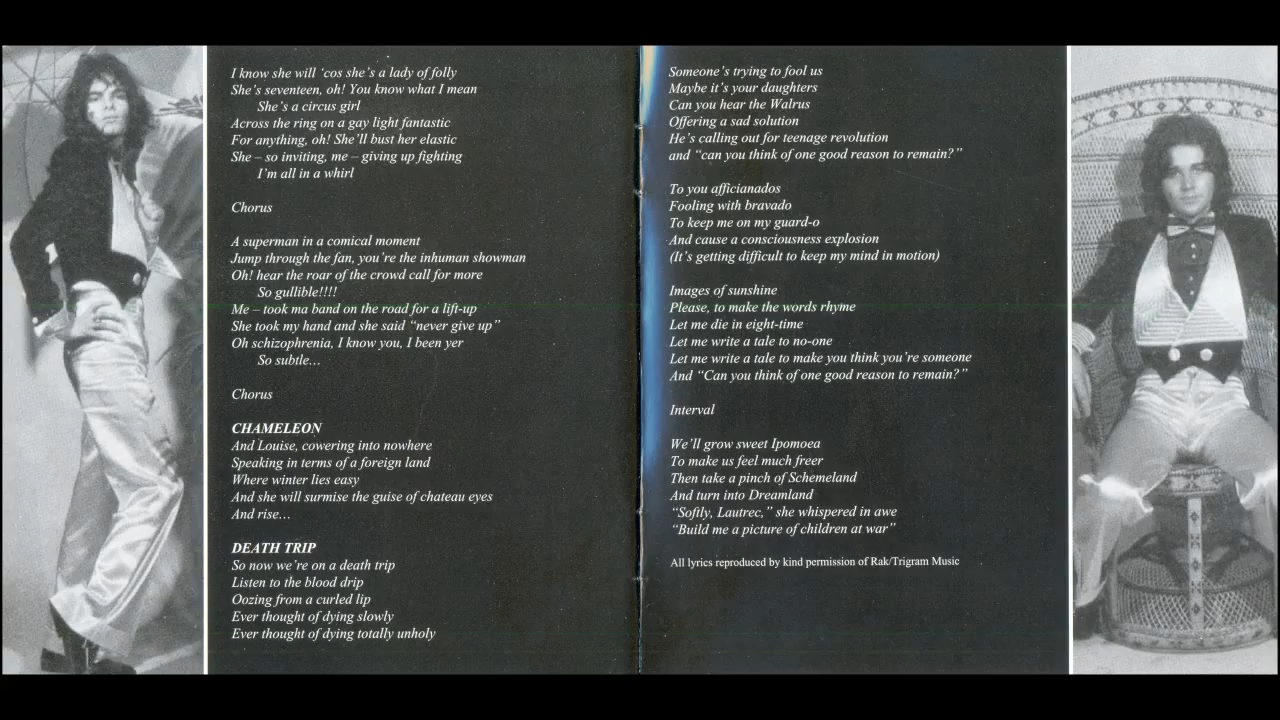 I know she will ‘cos she’s a lady of folly
She’s seventeen, oh! You know what I mean
She’s a circus girl
Across the ring on a gay light fantastic
For anything, oh! She’ll bust her elastic
She – so inviting, me – giving up fighting
I’m all in a whirl
Chorus
A superman in a comical moment
Jump through the fan, you’re the inhuman showman
Oh! hear the roar of the crowd call for more
So gullible!!!!
Me – took ma band on the road for a lift-up
She took my hand and she said “never give up”
Oh schizophrenia, I know you, I been yer
So subtle…
Chorus
CHAMELEON
And Louise, cowering into nowhere
Speaking in terms of a foreign land
Where winter lies easy
And she will surmise the guise of chateau eyes
And rise…
DEATH TRIP
So now we’re on a death trip
Listen to the blood drip
Oozing from a curled lip
Ever thought of dying slowly
Ever thought of dying totally unholy
Someone’s trying to fool us
Maybe it’s your daughters
Can you hear the Walrus
Offering a sad solution
He’s calling out for teenage revolution
and “can you think of one good reason to remain?”
To you afficianados
Fooling with bravado
To keep me on my guard-o
And cause a consciousness explosion
(It’s getting difficult to keep my mind in motion)
Images of sunshine
Please, to make the words rhyme
Let me die in eight-time
Let me write a tale to no-one
Let me write a tale to make you think you’re someone
And “Can you think of one good reason to remain?”
Interval
We’ll grow sweet Ipomoea
To make us feel much freer
Then take a pinch of Schemeland
And turn into Dreamland
“Softly, Lautrec,” she whispered in awe
“Build me a picture of children at war”
All lyrics reproduced by kind permission of Rak/Trigram Music